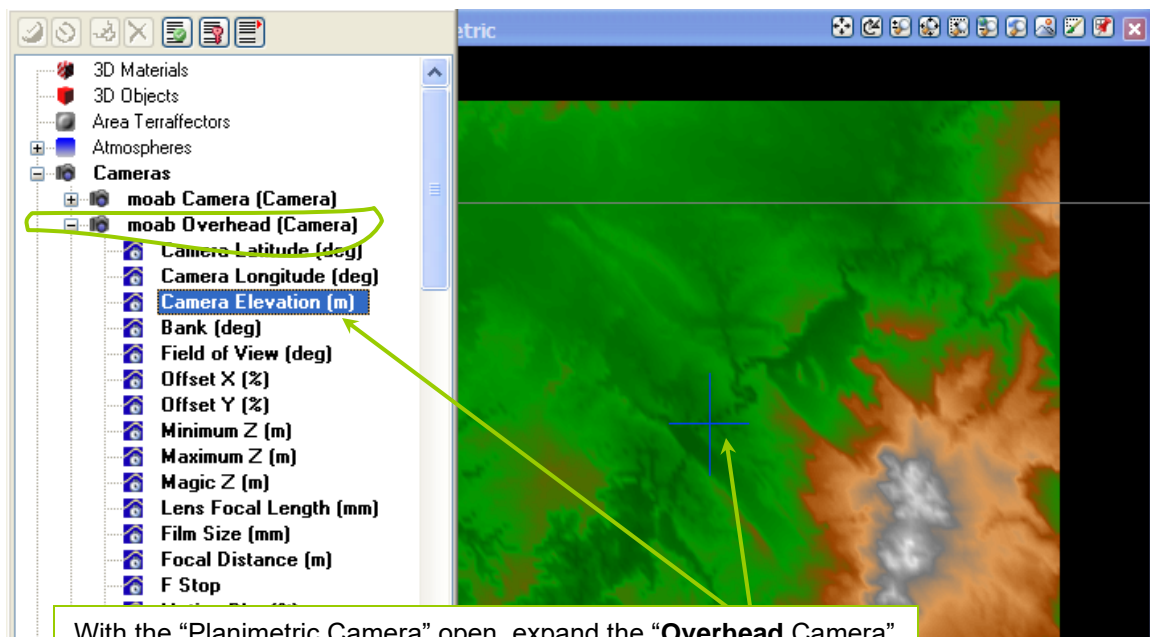 etric
3D Materials
3D Objects
Area Terraffectors
Atmospheres
Cameras
moab Camera (Camera)
moab Overhead (Camera)
Camera Latitude (deg)
Camera Longitude (deg)
Camera Elevation (m)
Bank (deg)
Field of View (deg)
Offset X (%)
Offset Y (%)
Minimum Z (m)
Maximum Z (m)
Magic Z (m)
Lens Focal Length (mm)
Film Size (mm)
Focal Distance (m)
F Stop
With the “Planimetric Camera” open, expand the “Overhead Camera”